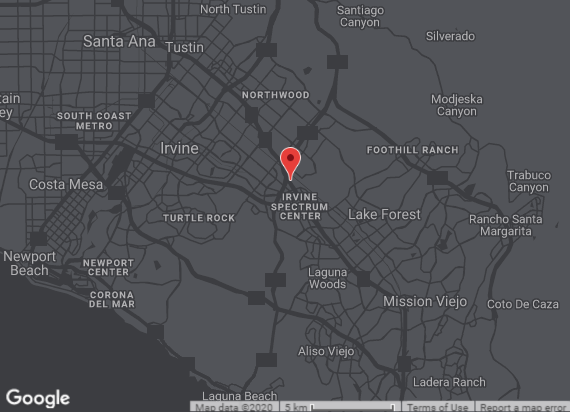 North Tustin
Santiago
Canyon
Silverado
Santa Ana
Tustin
NORTHWOOD
Modjeska
Canyon
tain
ey
SOUTH COAST
METRO
Irvine
FOOTHILL RANCH
Trabuco
Canyon
Costa Mesa
IRVINE
SPECTRUM
CENTER
TURTLE ROCK
Lake Forest
Rancho Santa
Margarita
Newport
Beach
NEWPORT
CENTER
Laguna
Woods
CORONA
DEL MAR
Mission Viejo
Coto De Caza
Aliso Viejo
Ladera Ranch
Laguna Beach
Google
Map data ©2020
5 km
Terms of Use
Report a map error